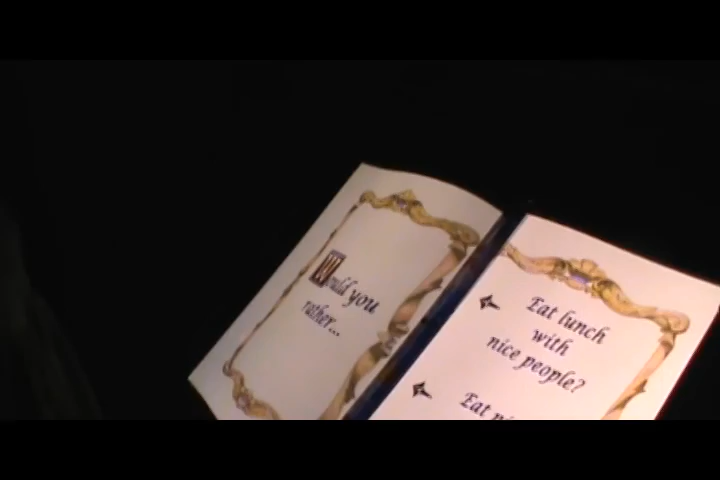 Would you
rather...
Eat lunch
with
nice people?
Eat